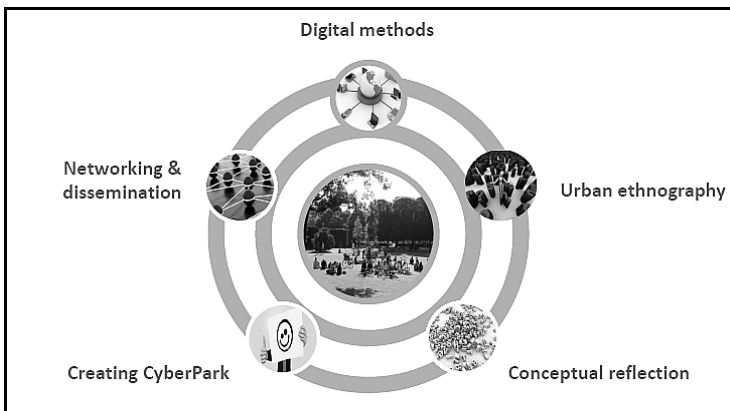 Digital methods
Networking &
dissemination
Urban ethnography
Creating CyberPark
Conceptual reflection